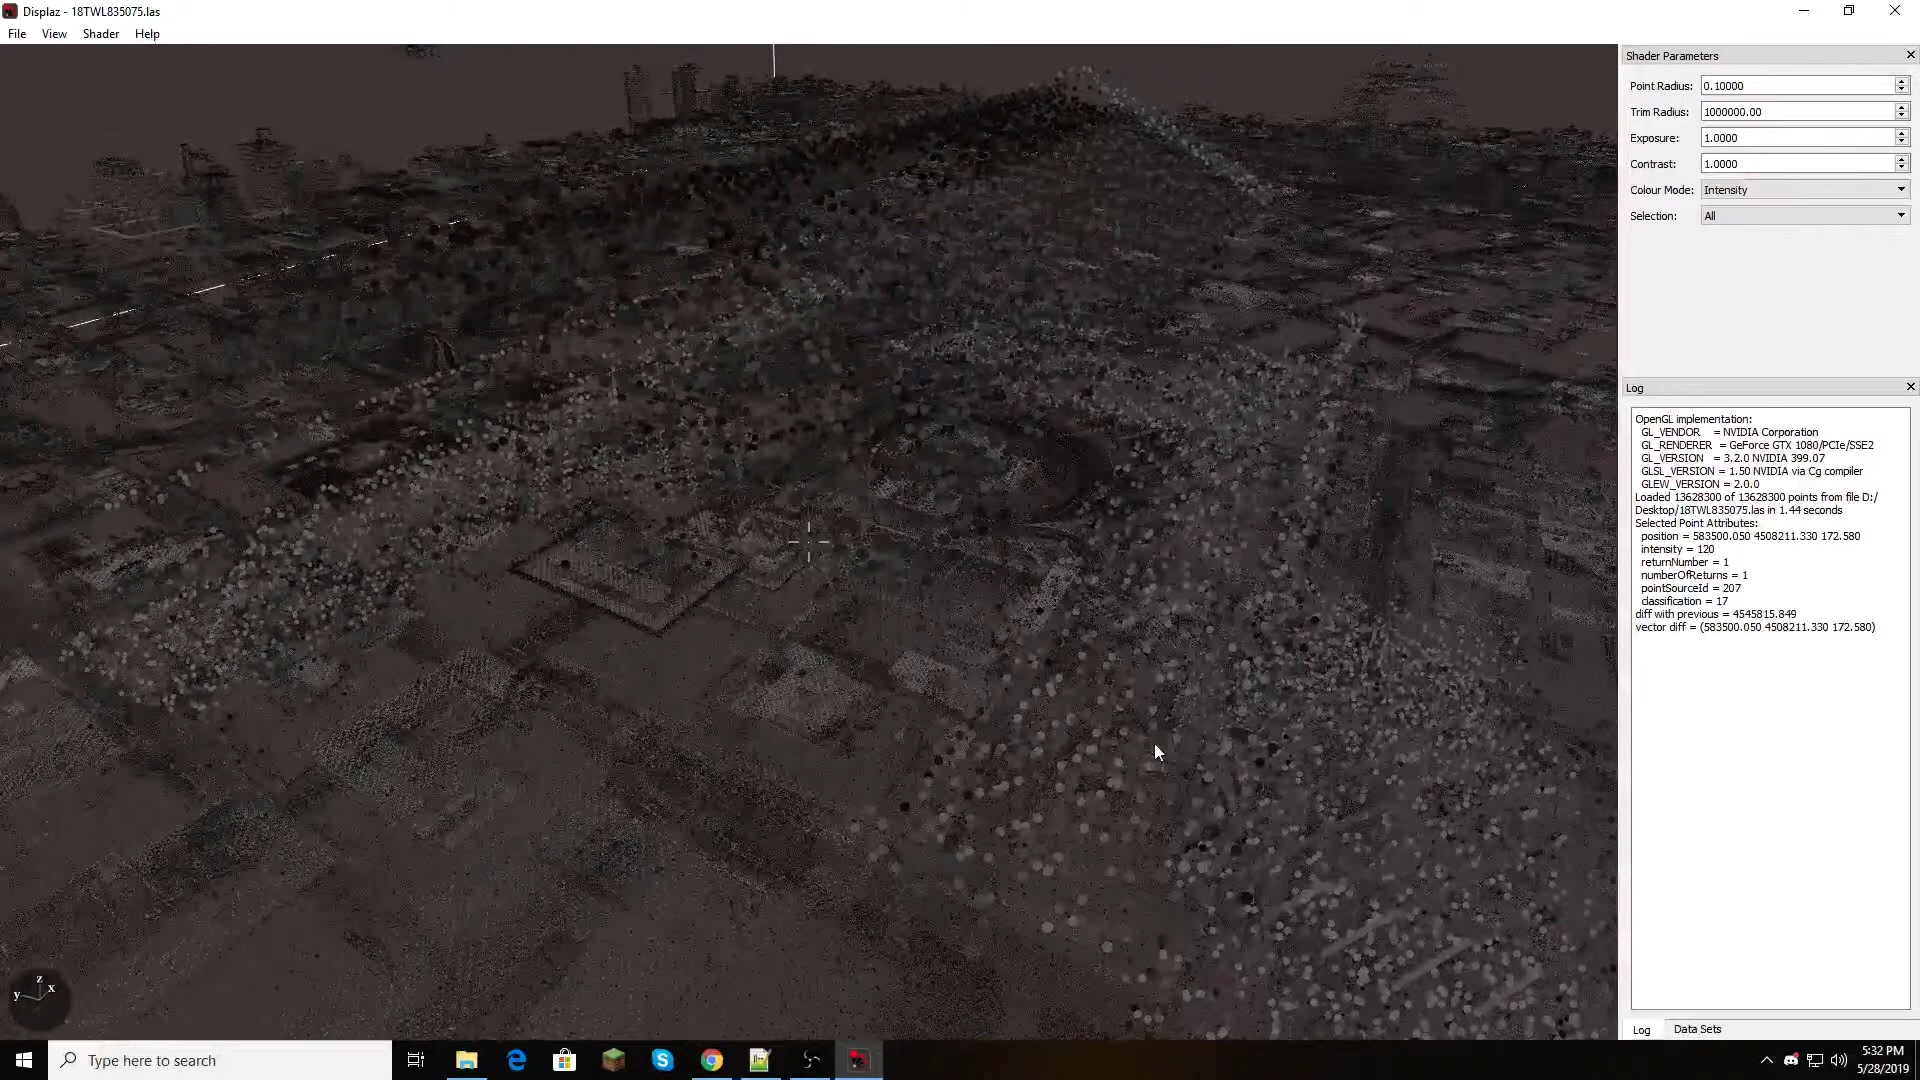 Displaz - 18TWL835075.las
File View Shader Help
Shader Parameters
Point Radius: 0.10000
Trim Radius: 1000000.00
Exposure: 1.0000
Contrast: 1.0000
Colour Mode: Intensity
Selection: All
Log
OpenGL implementation:
GL_VENDOR = NVIDIA Corporation
GL_RENDERER = GeForce GTX 1080/PCIe/SSE2
GL_VERSION = 3.2.0 NVIDIA 399.07
GLSL_VERSION = 1.50 NVIDIA via Cg compiler
GLEW_VERSION = 2.0.0
Loaded 13628300 of 13628300 points from file D:/
Desktop/18TWL835075.las in 1.44 seconds
Selected Point Attributes:
position = 583500.050 4508211.330 172.580
intensity = 120
returnNumber = 1
numberOfReturns = 1
pointSourceId = 207
classification = 17
diff with previous = 4545815.849
vector diff = (583500.050 4508211.330 172.580)
z
y x
Log Data Sets
Type here to search
5:32 PM
5/28/2019